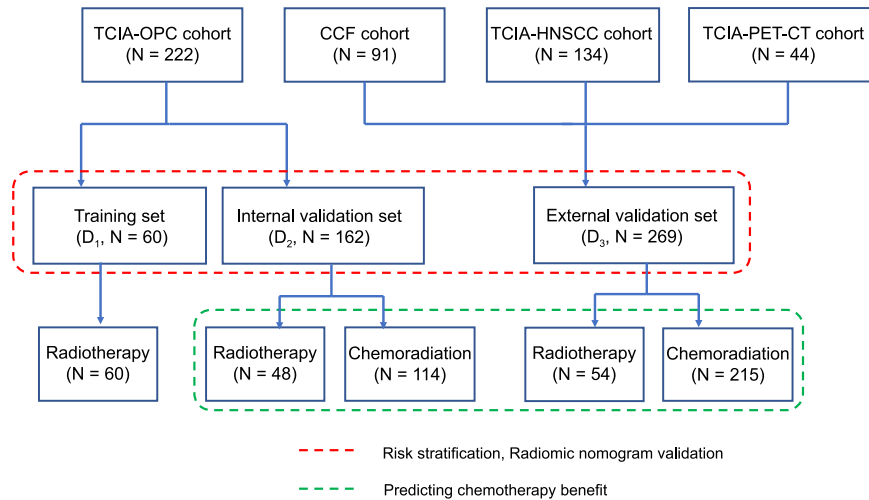 TCIA-OPC cohort
(N = 222)
CCF cohort
(N = 91)
TCIA-HNSCC cohort
(N = 134)
TCIA-PET-CT cohort
(N = 44)
Training set
(D₁, N = 60)
Internal validation set
(D₂, N = 162)
External validation set
(D₃, N = 269)
Radiotherapy
(N = 60)
Radiotherapy
(N = 48)
Chemoradiation
(N = 114)
Radiotherapy
(N = 54)
Chemoradiation
(N = 215)
Risk stratification, Radiomic nomogram validation
Predicting chemotherapy benefit